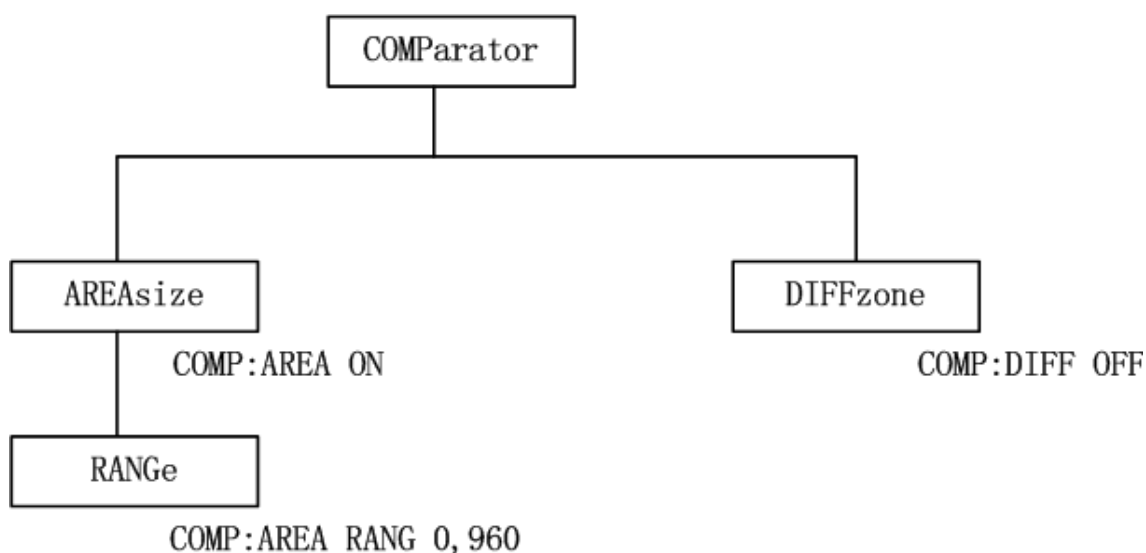 COMParator
AREAsize
DIFFzone
COMP:AREA ON
COMP:DIFF OFF
RANGe
COMP:AREA RANG 0,960